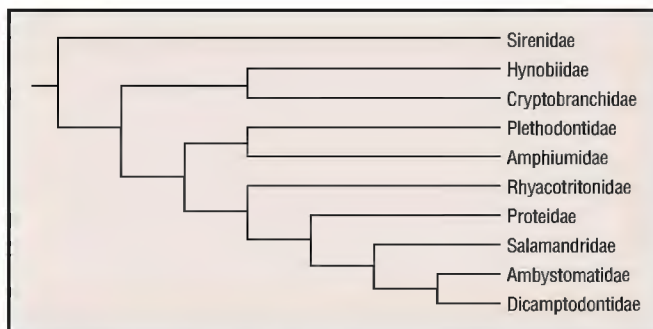 Sirenidae
Hynobiidae
Cryptobranchidae
Plethodontidae
Amphiumidae
Rhyacotritonidae
Proteidae
Salamandridae
Ambystomatidae
Dicamptodontidae